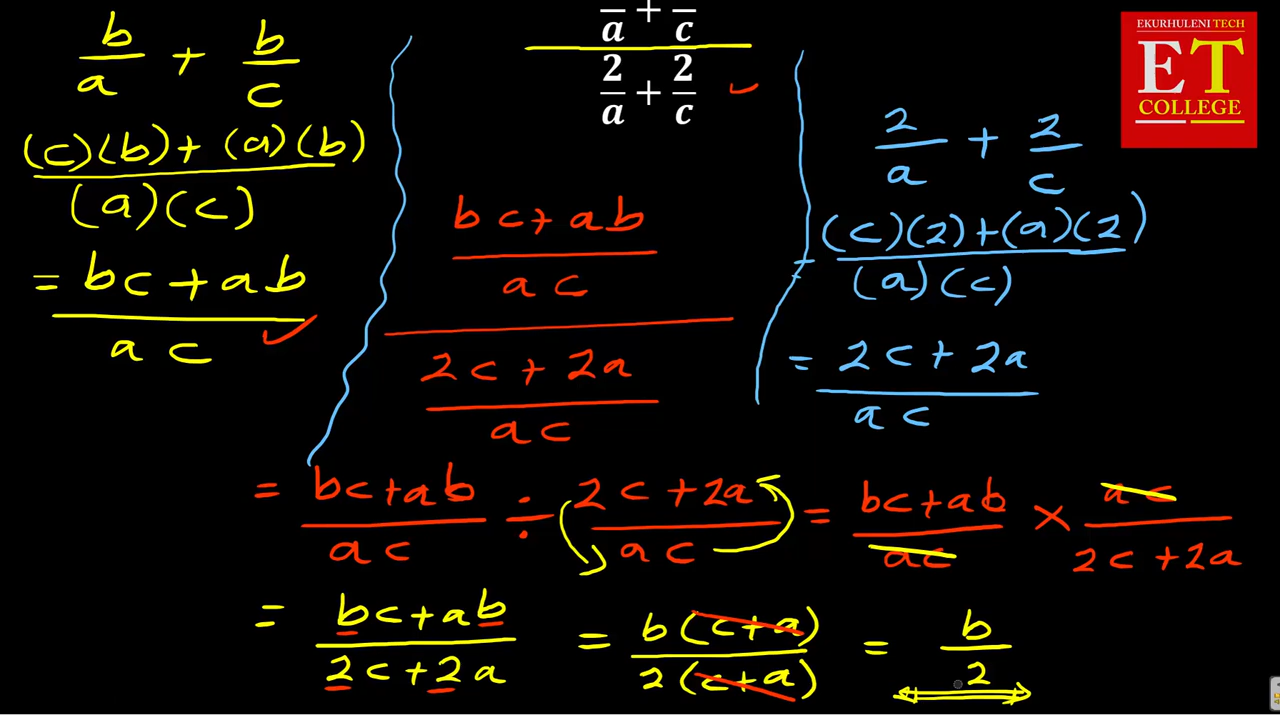 b/a + b/c
((c)(b) + (a)(b))/((a)(c))
= (bc + ab)/(ac)
/a + /c
2/a + 2/c
(bc + ab)/(ac)
(2c + 2a)/(ac)
EKURHULENI TECH
ET
COLLEGE
2/a + 2/c
= ((c)(2) + (a)(2))/((a)(c))
= (2c + 2a)/(ac)
= (bc + ab)/(ac) ÷ (2c + 2a)/(ac) = (bc + ab)/(ac) × (ac)/(2c + 2a)
= (bc + ab)/(2c + 2a) = b(c + a)/2(c + a) = b/2